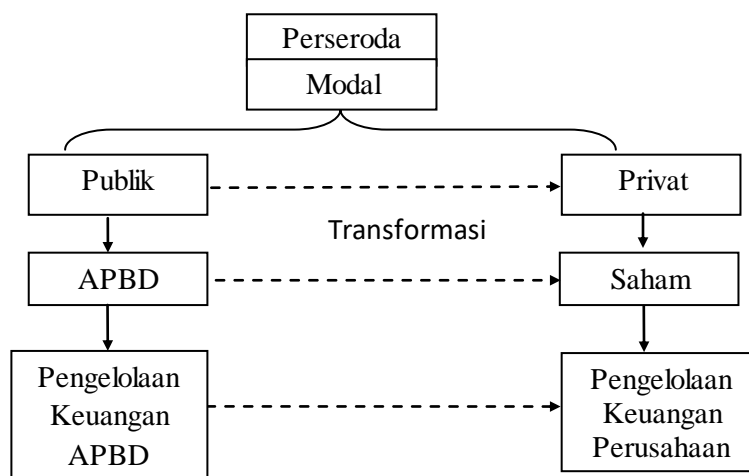 Perseroda
Modal
Publik
Privat
Transformasi
APBD
Saham
Pengelolaan
Keuangan
APBD
Pengelolaan
Keuangan
Perusahaan